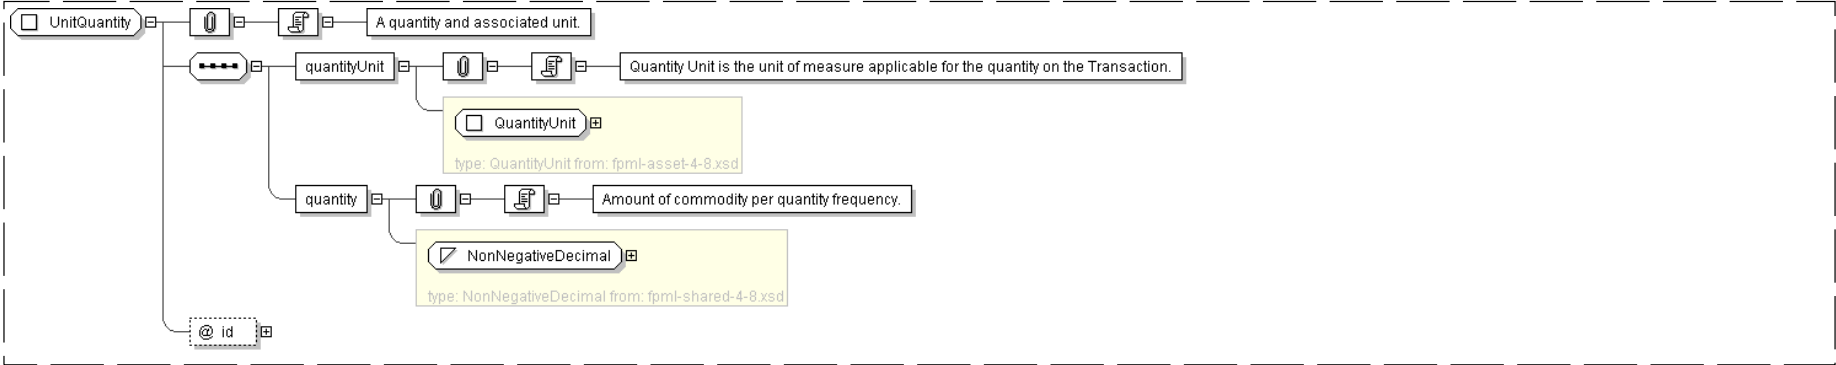 UnitQuantity
A quantity and associated unit.
quantityUnit
Quantity Unit is the unit of measure applicable for the quantity on the Transaction.
QuantityUnit
type: QuantityUnit from: fpml-asset-4-8.xsd
quantity
Amount of commodity per quantity frequency.
NonNegativeDecimal
type: NonNegativeDecimal from: fpml-shared-4-8.xsd
@ id